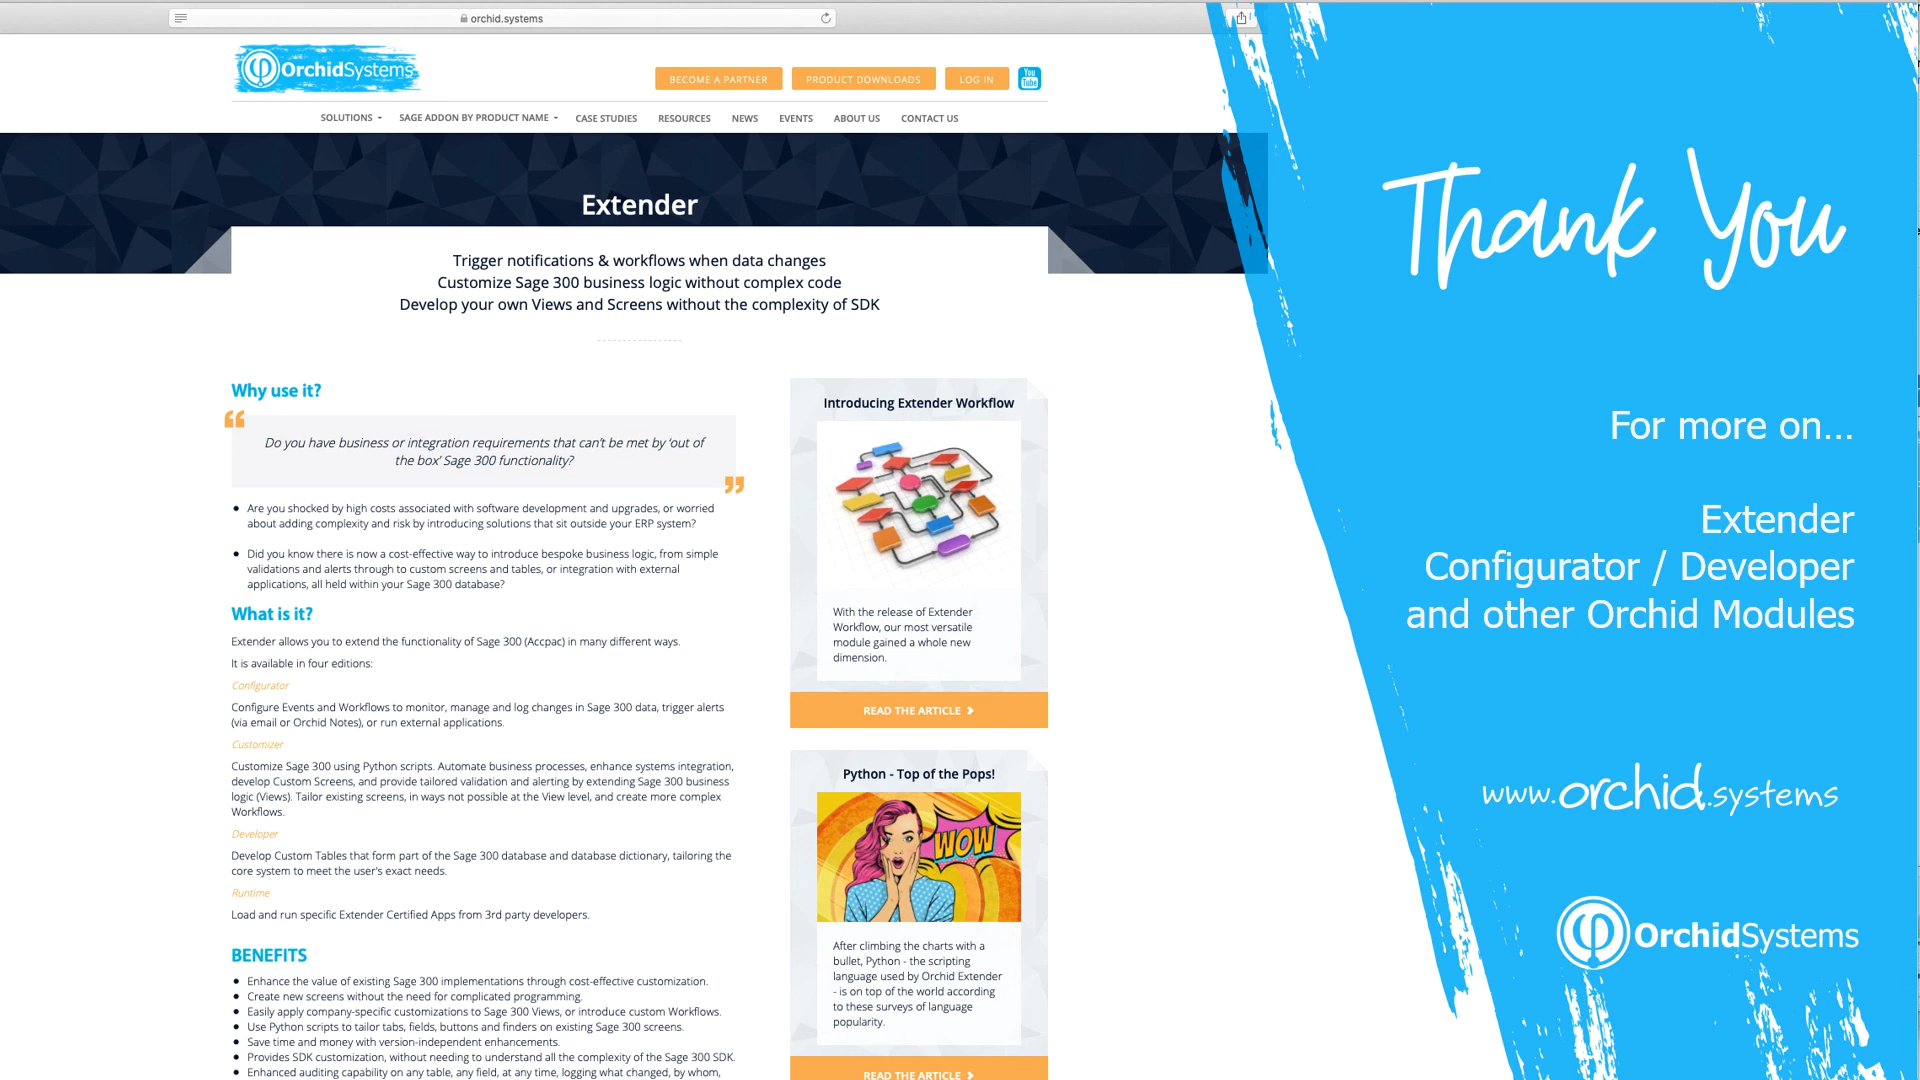 orchid.systems
OrchidSystems
BECOME A PARTNER
PRODUCT DOWNLOADS
LOG IN
You
Tube
SOLUTIONS
SAGE ADDON BY PRODUCT NAME
CASE STUDIES
RESOURCES
NEWS
EVENTS
ABOUT US
CONTACT US
Extender
Trigger notifications & workflows when data changes
Customize Sage 300 business logic without complex code
Develop your own Views and Screens without the complexity of SDK
Why use it?
“
Do you have business or integration requirements that can’t be met by ‘out of
the box’ Sage 300 functionality?
”
• Are you shocked by high costs associated with software development and upgrades, or worried
about adding complexity and risk by introducing solutions that sit outside your ERP system?
• Did you know there is now a cost-effective way to introduce bespoke business logic, from simple
validations and alerts through to custom screens and tables, or integration with external
applications, all held within your Sage 300 database?
What is it?
Extender allows you to extend the functionality of Sage 300 (Accpac) in many different ways.
It is available in four editions:
Configurator
Configure Events and Workflows to monitor, manage and log changes in Sage 300 data, trigger alerts
(via email or Orchid Notes), or run external applications.
Customizer
Customize Sage 300 using Python scripts. Automate business processes, enhance systems integration,
develop Custom Screens, and provide tailored validation and alerting by extending Sage 300 business
logic (Views). Tailor existing screens, in ways not possible at the View level, and create more complex
Workflows.
Developer
Develop Custom Tables that form part of the Sage 300 database and database dictionary, tailoring the
core system to meet the user's exact needs.
Runtime
Load and run specific Extender Certified Apps from 3rd party developers.
BENEFITS
• Enhance the value of existing Sage 300 implementations through cost-effective customization.
• Create new screens without the need for complicated programming.
• Easily apply company-specific customizations to Sage 300 Views, or introduce custom Workflows.
• Use Python scripts to tailor tabs, fields, buttons and finders on existing Sage 300 screens.
• Save time and money with version-independent enhancements.
• Provides SDK customization, without needing to understand all the complexity of the Sage 300 SDK.
• Enhanced auditing capability on any table, any field, at any time, logging what changed, by whom,
Introducing Extender Workflow
With the release of Extender
Workflow, our most versatile
module gained a whole new
dimension.
READ THE ARTICLE
Python - Top of the Pops!
WOW
After climbing the charts with a
bullet, Python - the scripting
language used by Orchid Extender
- is on top of the world according
to these surveys of language
popularity.
READ THE ARTICLE
Thank You
For more on...
Extender
Configurator / Developer
and other Orchid Modules
www.orchid.systems
OrchidSystems